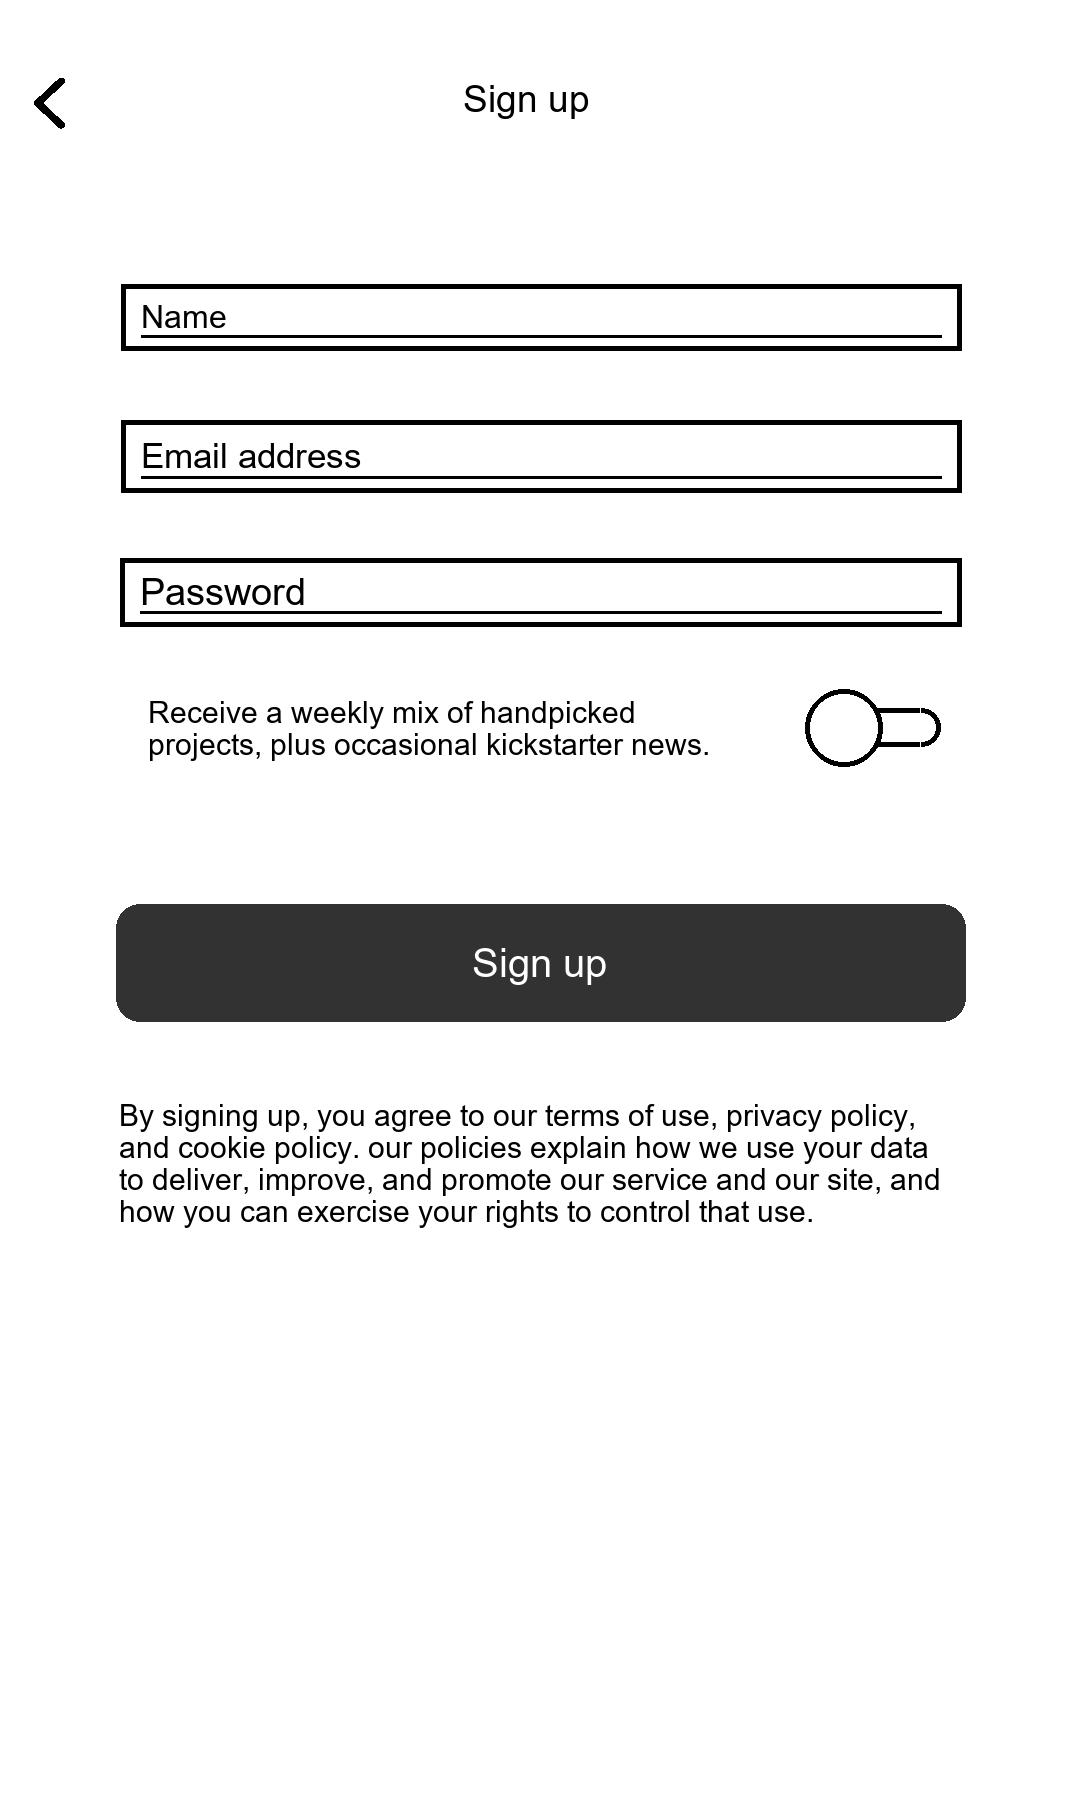 Sign up
Name
Email address
Password
Receive a weekly mix of handpicked
projects, plus occasional kickstarter news.
Sign up
By signing up, you agree to our terms of use, privacy policy,
and cookie policy. our policies explain how we use your data
to deliver, improve, and promote our service and our site, and
how you can exercise your rights to control that use.